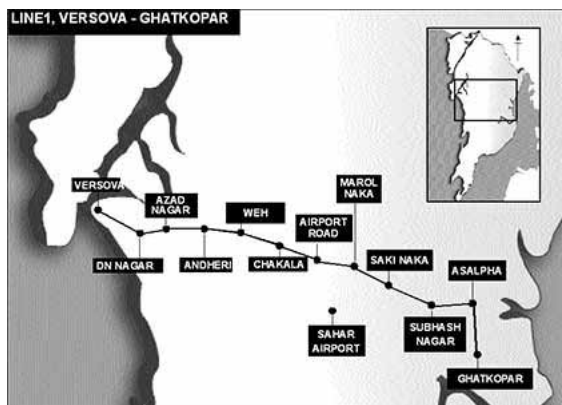 LINE1, VERSOVA - GHATKOPAR
VERSOVA
AZAD
NAGAR
DN NAGAR
ANDHERI
WEH
CHAKALA
AIRPORT
ROAD
MAROL
NAKA
SAKI NAKA
SUBHASH
NAGAR
ASALPHA
GHATKOPAR
SAHAR
AIRPORT